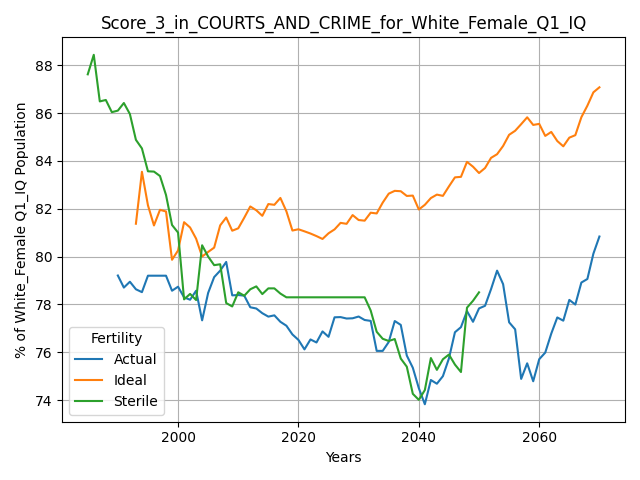 Score_3_in_COURTS_AND_CRIME_for_White_Female_Q1_IQ
% of White_Female Q1_IQ Population
88
86
84
82
80
78
76
74
Fertility
Actual
Ideal
Sterile
2000
2020
2040
2060
Years